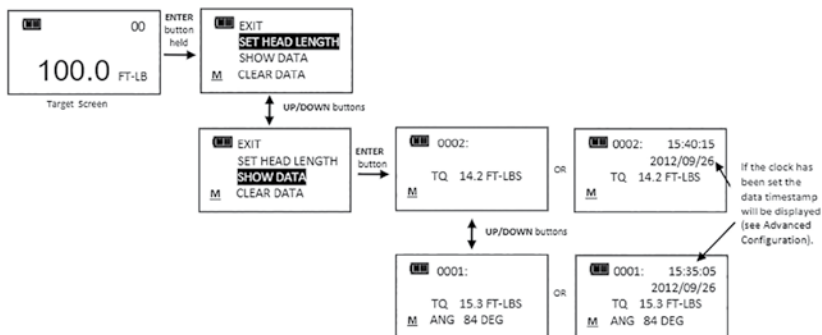 00
100.0 FT-LB
Target Screen
ENTER
button
held
EXIT
SET HEAD LENGTH
SHOW DATA
M CLEAR DATA
UP/DOWN buttons
EXIT
SET HEAD LENGTH
SHOW DATA
M CLEAR DATA
ENTER
button
0002:
TQ 14.2 FT-LBS
M
OR
0002: 15:40:15
2012/09/26
TQ 14.2 FT-LBS
M
If the clock has
been set the
data timestamp
will be displayed
(see Advanced
Configuration).
UP/DOWN buttons
0001:
TQ 15.3 FT-LBS
M ANG 84 DEG
OR
0001: 15:35:05
2012/09/26
TQ 15.3 FT-LBS
M ANG 84 DEG